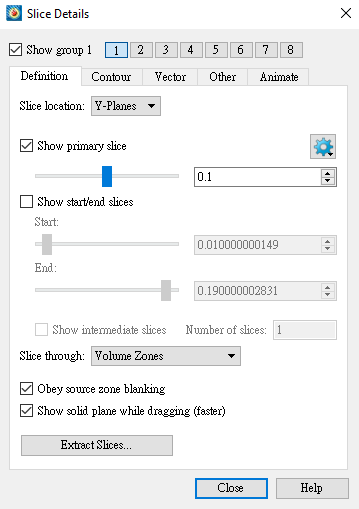 Slice Details
Show group 1 1 2 3 4 5 6 7 8
Definition Contour Vector Other Animate
Slice location: Y-Planes
Show primary slice
0.1
Show start/end slices
Start:
0.010000000149
End:
0.190000002831
Show intermediate slices Number of slices: 1
Slice through: Volume Zones
Obey source zone blanking
Show solid plane while dragging (faster)
Extract Slices...
Close Help